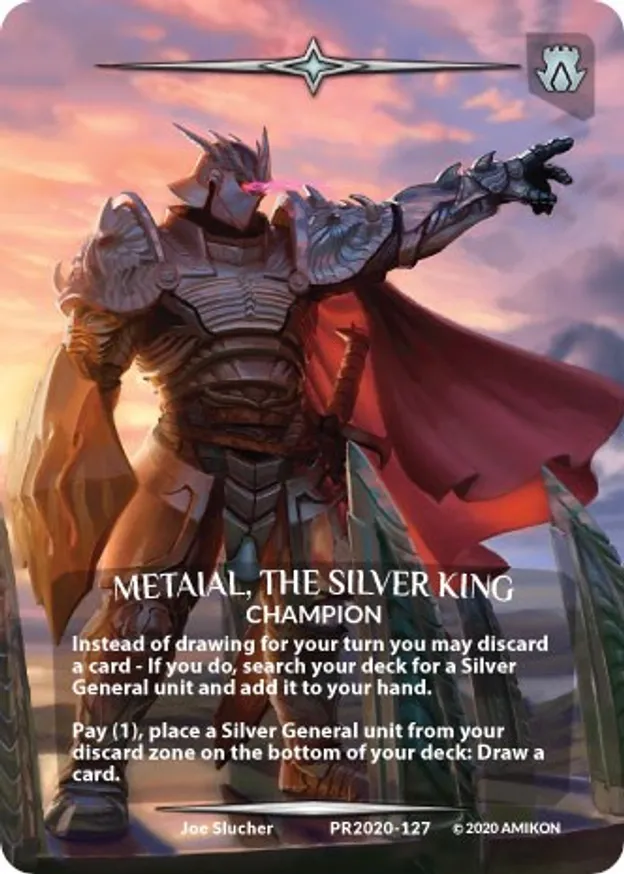 METAIAL, THE SILVER KING
CHAMPION
Instead of drawing for your turn you may discard
a card - If you do, search your deck for a Silver
General unit and add it to your hand.
Pay (1), place a Silver General unit from your
discard zone on the bottom of your deck: Draw a
card.
Joe Slucher PR2020-127 © 2020 AMIKON